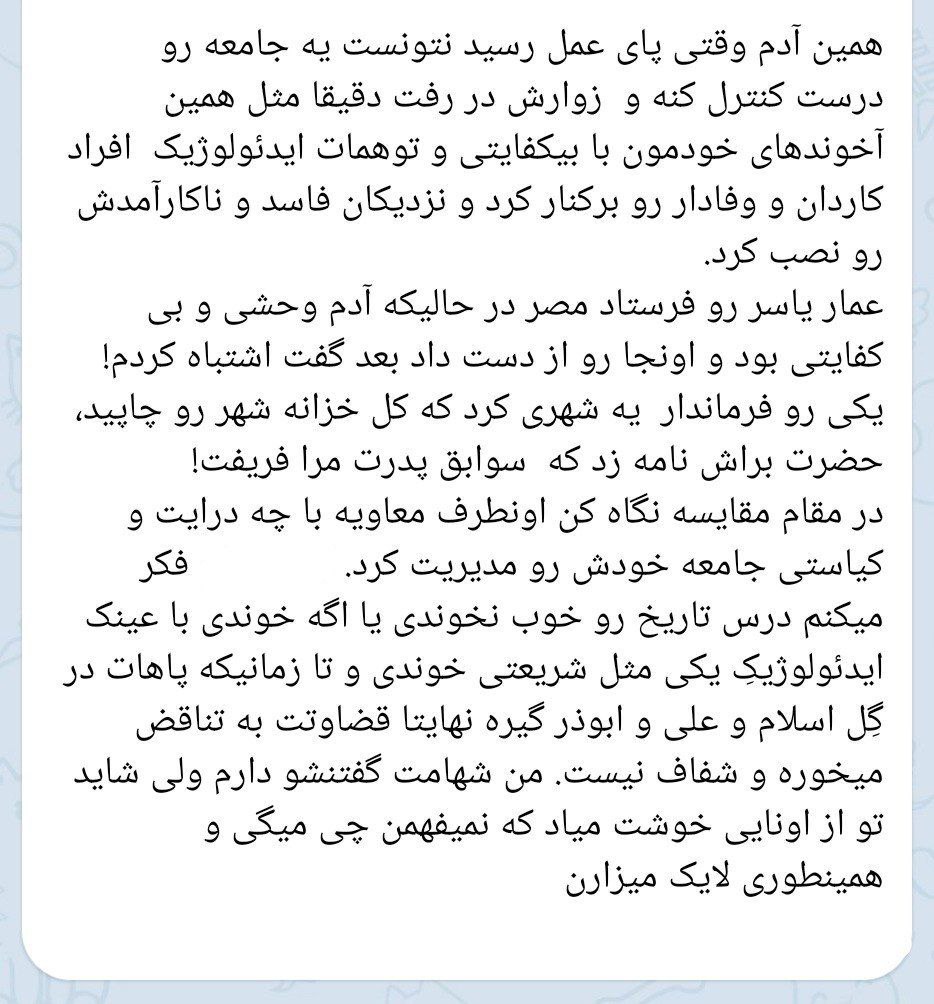 همین آدم وقتی پای عمل رسید نتونست یه جامعه رو
درست کنترل کنه و زوارش در رفت دقیقا مثل همین
آخوندهای خودمون با بیکفایتی و توهمات ایدئولوژیک افراد
کاردان و وفادار رو برکنار کرد و نزدیکان فاسد و ناکارآمدش
رو نصب کرد.
عمار یاسر رو فرستاد مصر در حالیکه آدم وحشی و بی
کفایتی بود و اونجا رو از دست داد بعد گفت اشتباه کردم!
یکی رو فرماندار یه شهری کرد که کل خزانه شهر رو چاپید،
حضرت براش نامه زد که سوابق پدرت مرا فریفت!
در مقام مقایسه نگاه کن اونطرف معاویه با چه درایت و
کیاستی جامعه خودش رو مدیریت کرد. فکر
میکنم درس تاریخ رو خوب نخوندی یا اگه خوندی با عینک
ایدئولوژیکِ یکی مثل شریعتی خوندی و تا زمانیکه پاهات در
گِل اسلام و علی و ابوذر گیره نهایتا قضاوتت به تناقض
میخوره و شفاف نیست. من شهامت گفتنشو دارم ولی شاید
تو از اونایی خوشت میاد که نمیفهمن چی میگی و
همینطوری لایک میزارن